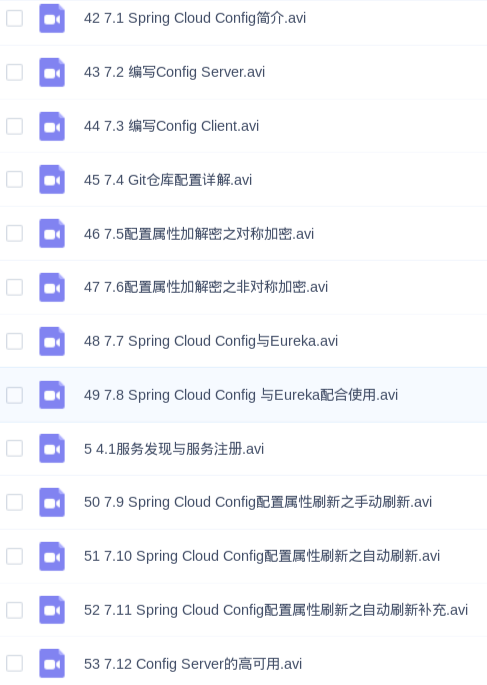 42 7.1 Spring Cloud Config简介.avi
43 7.2 编写Config Server.avi
44 7.3 编写Config Client.avi
45 7.4 Git仓库配置详解.avi
46 7.5配置属性加解密之对称加密.avi
47 7.6配置属性加解密之非对称加密.avi
48 7.7 Spring Cloud Config与Eureka.avi
49 7.8 Spring Cloud Config 与Eureka配合使用.avi
5 4.1服务发现与服务注册.avi
50 7.9 Spring Cloud Config配置属性刷新之手动刷新.avi
51 7.10 Spring Cloud Config配置属性刷新之自动刷新.avi
52 7.11 Spring Cloud Config配置属性刷新之自动刷新补充.avi
53 7.12 Config Server的高可用.avi